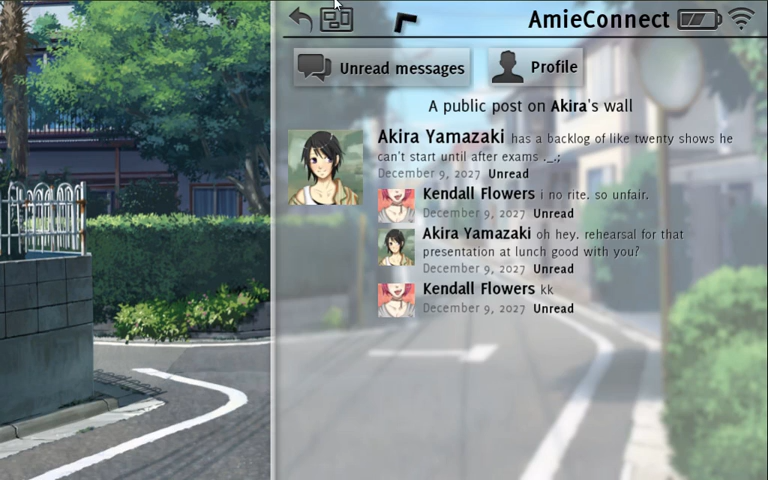 AmieConnect
Unread messages
Profile
A public post on Akira's wall
Akira Yamazaki has a backlog of like twenty shows he
can't start until after exams ._.;
December 9, 2027 Unread
Kendall Flowers i no rite. so unfair.
December 9, 2027 Unread
Akira Yamazaki oh hey. rehearsal for that
presentation at lunch good with you?
December 9, 2027 Unread
Kendall Flowers kk
December 9, 2027 Unread